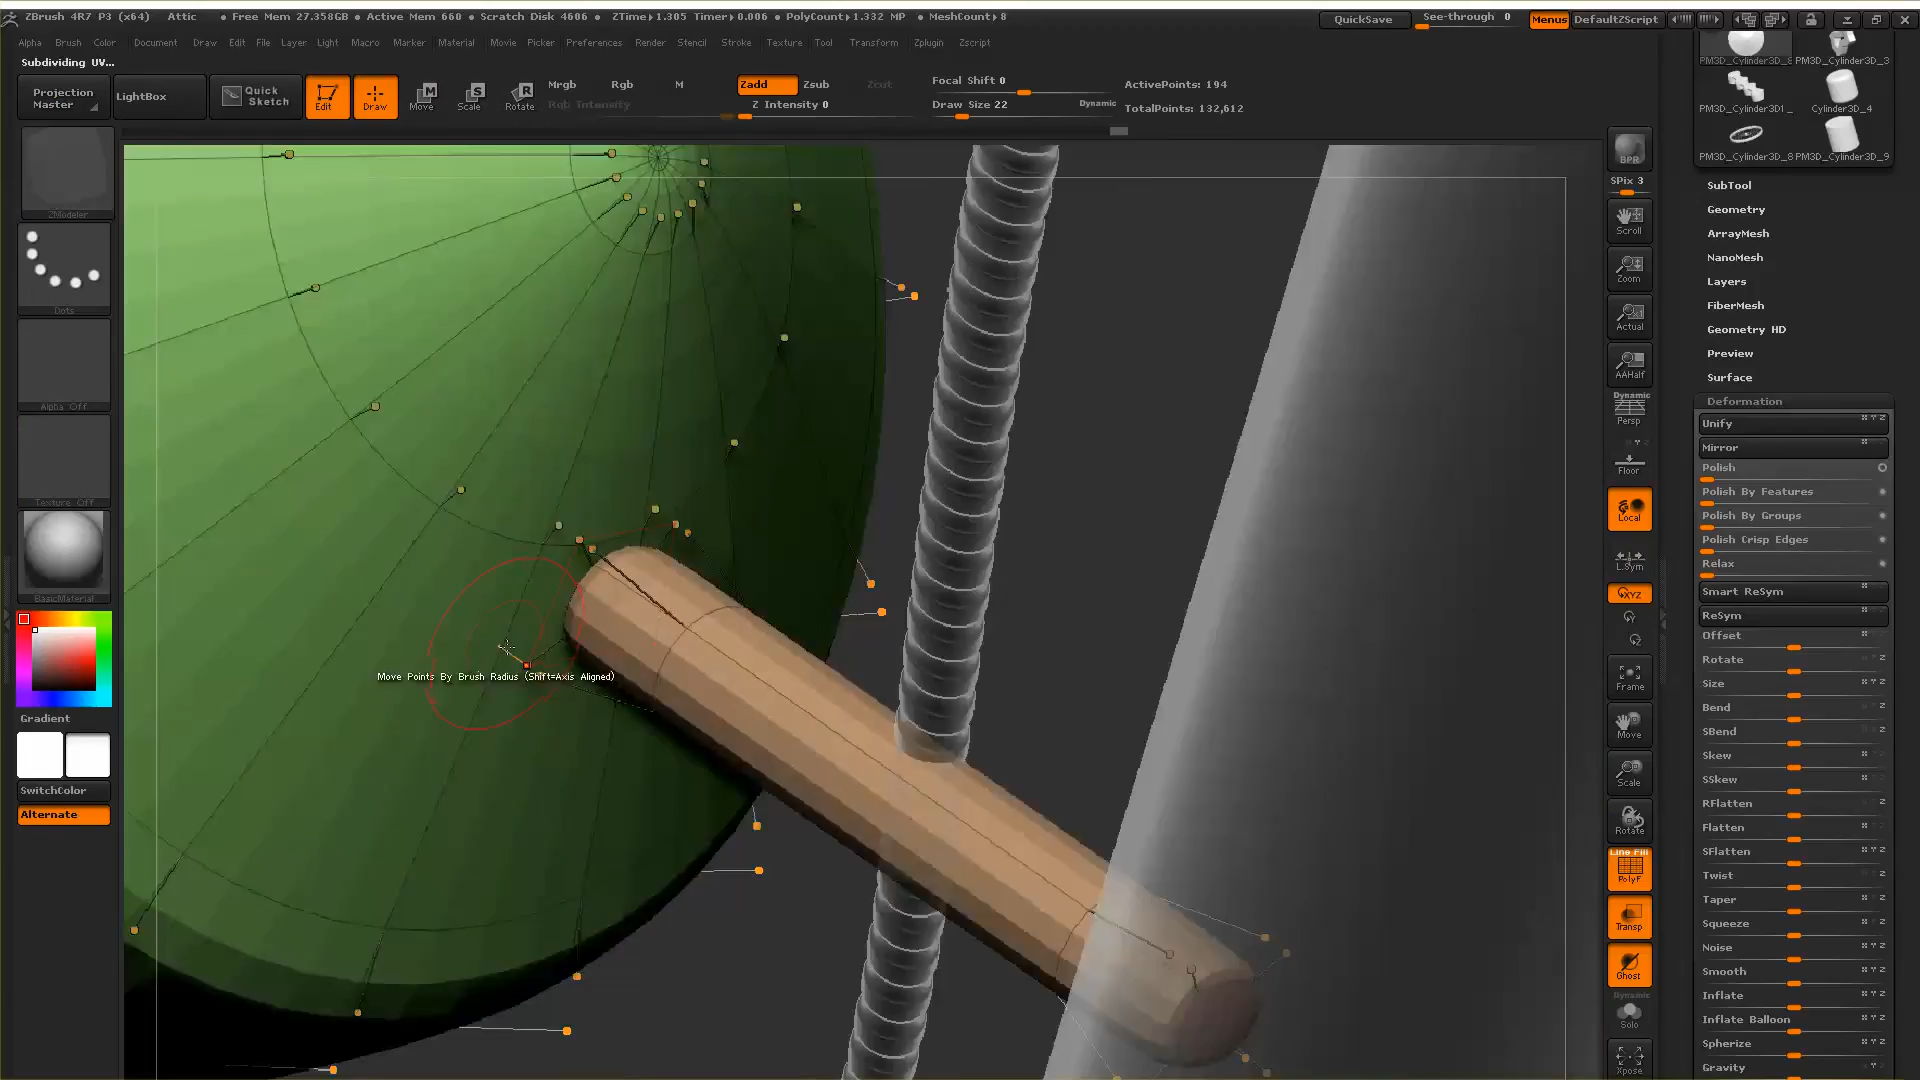 ZBrush 4R7 P3 (x64) Attic • Free Mem 27.358GB • Active Mem 660 • Scratch Disk 4606 • ZTime▸1.305 Timer▸0.006 • PolyCount▸1.332 MP • MeshCount▸8 QuickSave See-through 0 Menus DefaultZScript
Alpha Brush Color Document Draw Edit File Layer Light Macro Marker Material Movie Picker Preferences Render Stencil Stroke Texture Tool Transform Zplugin Zscript
Subdividing UV...
Projection Master
LightBox
Quick Sketch
Edit
Draw
Move
Scale
Rotate
Mrgb Rgb M
Rgb Intensity
Zadd Zsub Zcut
Z Intensity 0
Focal Shift 0
Draw Size 22
Dynamic
ActivePoints: 194
TotalPoints: 132,612
ZModeler
Dots
Alpha Off
Texture Off
BasicMaterial
Gradient
SwitchColor
Alternate
Move Points By Brush Radius (Shift=Axis Aligned)
BPR
SPix 3
Scroll
Zoom
Actual
AAHalf
Dynamic
Persp
Floor
Local
L.Sym
XYZ
Frame
Move
Scale
Rotate
Line Fill
PolyF
Transp
Ghost
Dynamic
Solo
Xpose
PM3D_Cylinder3D_8 PM3D_Cylinder3D_3
PM3D_Cylinder3D1_ Cylinder3D_4
PM3D_Cylinder3D_8 PM3D_Cylinder3D_9
SubTool
Geometry
ArrayMesh
NanoMesh
Layers
FiberMesh
Geometry HD
Preview
Surface
Deformation
Unify
Mirror
Polish
Polish By Features
Polish By Groups
Polish Crisp Edges
Relax
Smart ReSym
ReSym
Offset
Rotate
Size
Bend
SBend
Skew
SSkew
RFlatten
Flatten
SFlatten
Twist
Taper
Squeeze
Noise
Smooth
Inflate
Inflate Balloon
Spherize
Gravity